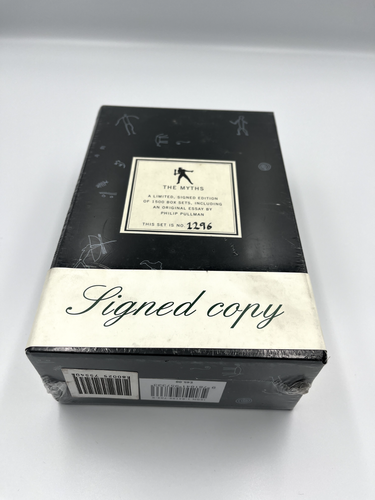 THE MYTHS
A LIMITED, SIGNED EDITION
OF 1500 BOX SETS, INCLUDING
AN ORIGINAL ESSAY BY
PHILIP PULLMAN
THIS SET IS NO. 1296
Signed copy